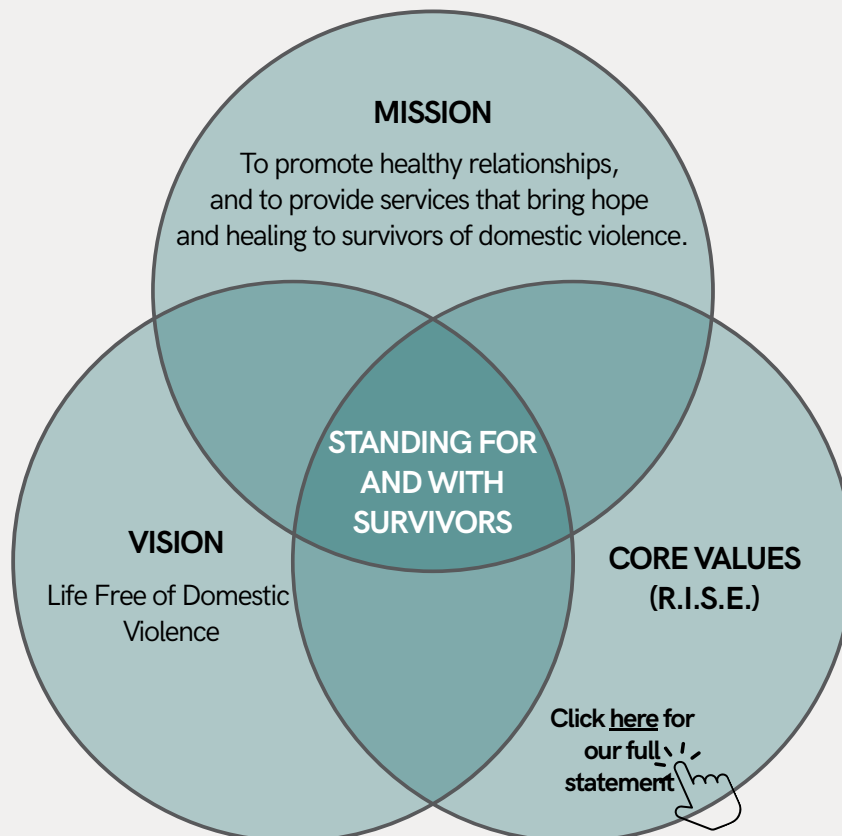 MISSION
To promote healthy relationships,
and to provide services that bring hope
and healing to survivors of domestic violence.
STANDING FOR
AND WITH
SURVIVORS
VISION
Life Free of Domestic
Violence
CORE VALUES
(R.I.S.E.)
Click here for
our full
statement